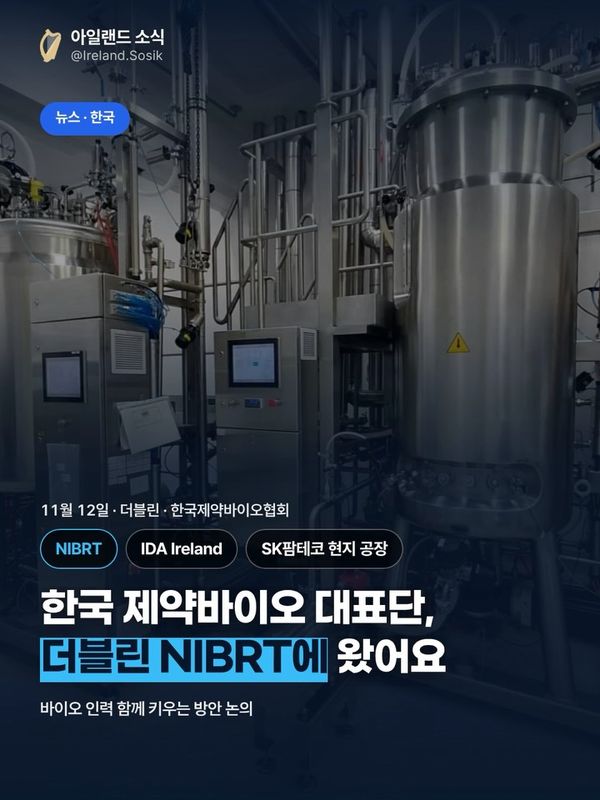 아일랜드 소식
@Ireland.Sosik
뉴스 · 한국
11월 12일 · 더블린 · 한국제약바이오협회
NIBRT
IDA Ireland
SK팜테코 현지 공장
한국 제약바이오 대표단,
더블린 NIBRT에 왔어요
바이오 인력 함께 키우는 방안 논의